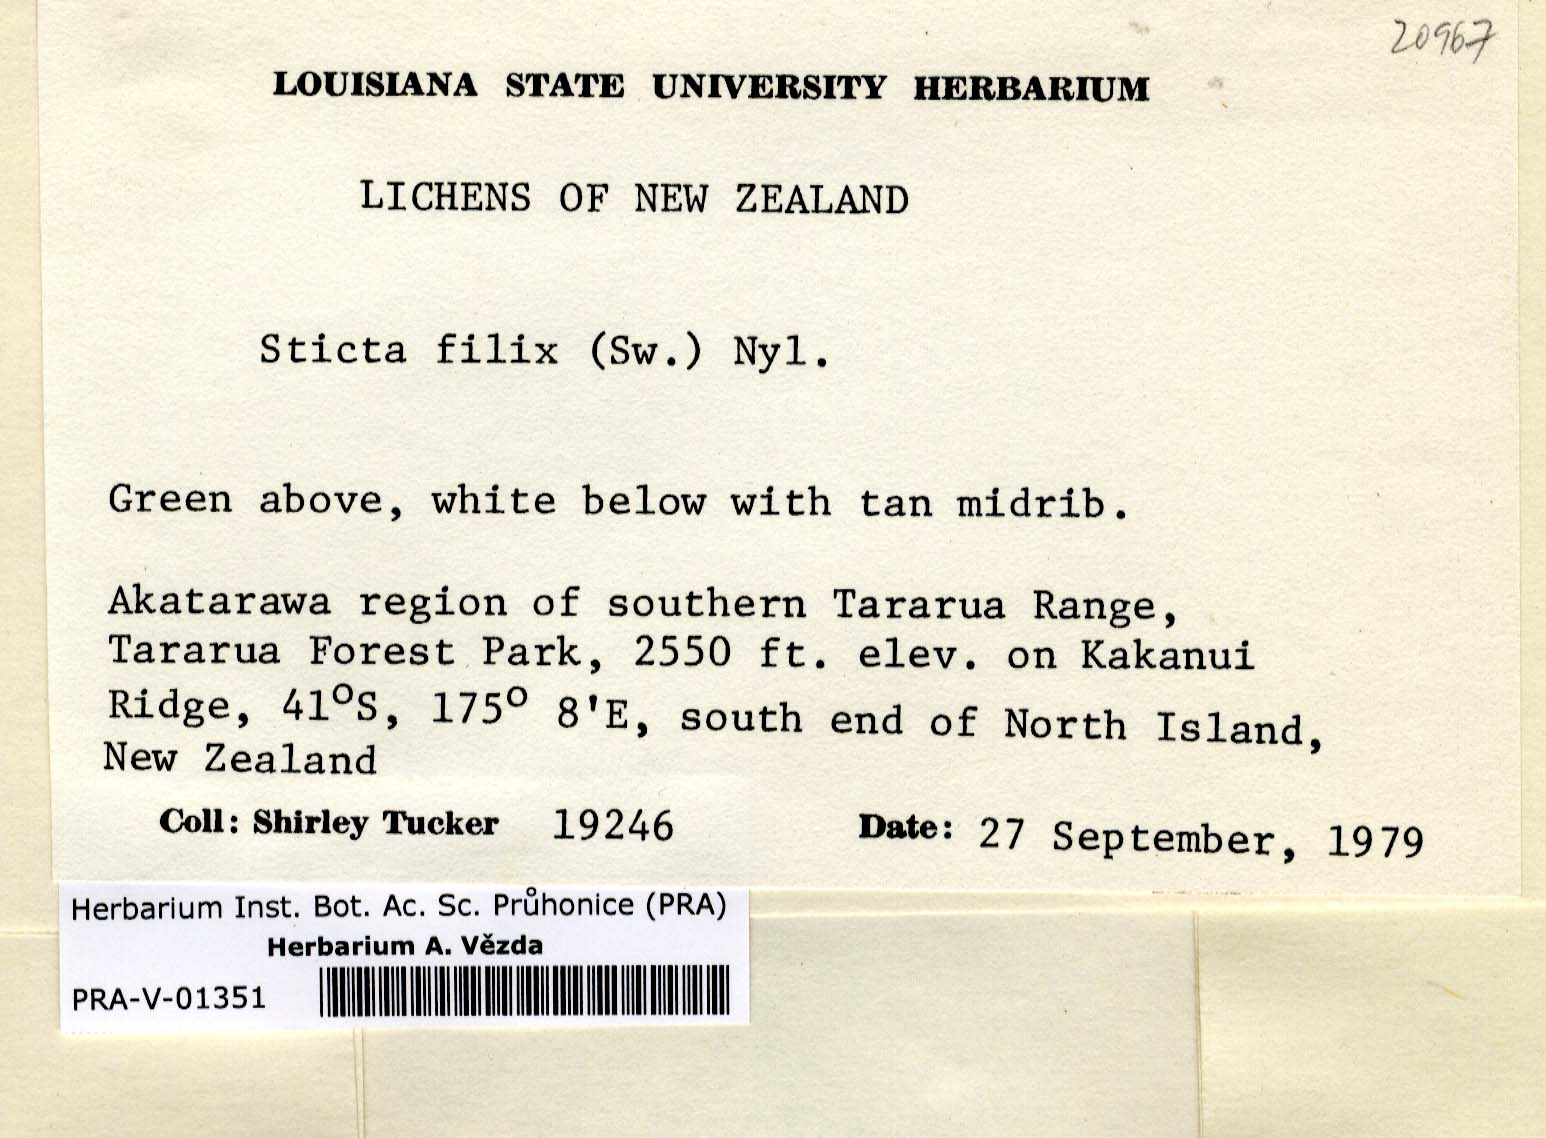 20967
LOUISIANA STATE UNIVERSITY HERBARIUM
LICHENS OF NEW ZEALAND
Sticta filix (Sw.) Nyl.
Green above, white below with tan midrib.
Akatarawa region of southern Tararua Range,
Tararua Forest Park, 2550 ft. elev. on Kakanui
Ridge, 41°S, 175° 8'E, south end of North Island,
New Zealand
Coll: Shirley Tucker 19246 Date: 27 September, 1979
Herbarium Inst. Bot. Ac. Sc. Průhonice (PRA)
Herbarium A. Vězda
PRA-V-01351